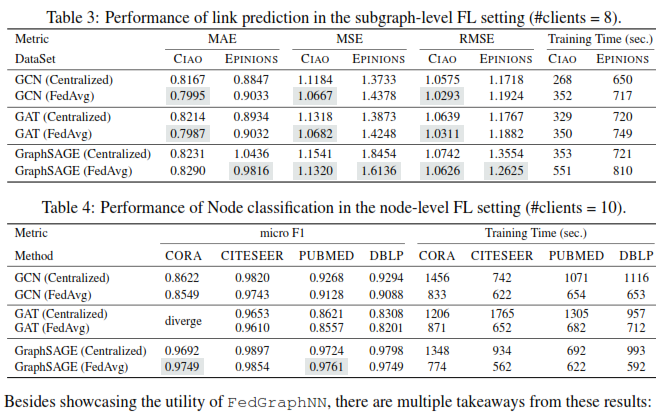 Table 3: Performance of link prediction in the subgraph-level FL setting (#clients = 8).
Metric MAE MSE RMSE Training Time (sec.)
DataSet CIAO EPINIONS CIAO EPINIONS CIAO EPINIONS CIAO EPINIONS
GCN (Centralized) 0.8167 0.8847 1.1184 1.3733 1.0575 1.1718 268 650
GCN (FedAvg) 0.7995 0.9033 1.0667 1.4378 1.0293 1.1924 352 717
GAT (Centralized) 0.8214 0.8934 1.1318 1.3873 1.0639 1.1767 329 720
GAT (FedAvg) 0.7987 0.9032 1.0682 1.4248 1.0311 1.1882 350 749
GraphSAGE (Centralized) 0.8231 1.0436 1.1541 1.8454 1.0742 1.3554 353 721
GraphSAGE (FedAvg) 0.8290 0.9816 1.1320 1.6136 1.0626 1.2625 551 810
Table 4: Performance of Node classification in the node-level FL setting (#clients = 10).
Metric micro F1 Training Time (sec.)
Method CORA CITESEER PUBMED DBLP CORA CITESEER PUBMED DBLP
GCN (Centralized) 0.8622 0.9820 0.9268 0.9294 1456 742 1071 1116
GCN (FedAvg) 0.8549 0.9743 0.9128 0.9088 833 622 654 653
GAT (Centralized) diverge 0.9653 0.8621 0.8308 1206 1765 1305 957
GAT (FedAvg) 0.9610 0.8557 0.8201 871 652 682 712
GraphSAGE (Centralized) 0.9692 0.9897 0.9724 0.9798 1348 934 692 993
GraphSAGE (FedAvg) 0.9749 0.9854 0.9761 0.9749 774 562 622 592
Besides showcasing the utility of FedGraphNN, there are multiple takeaways from these results: